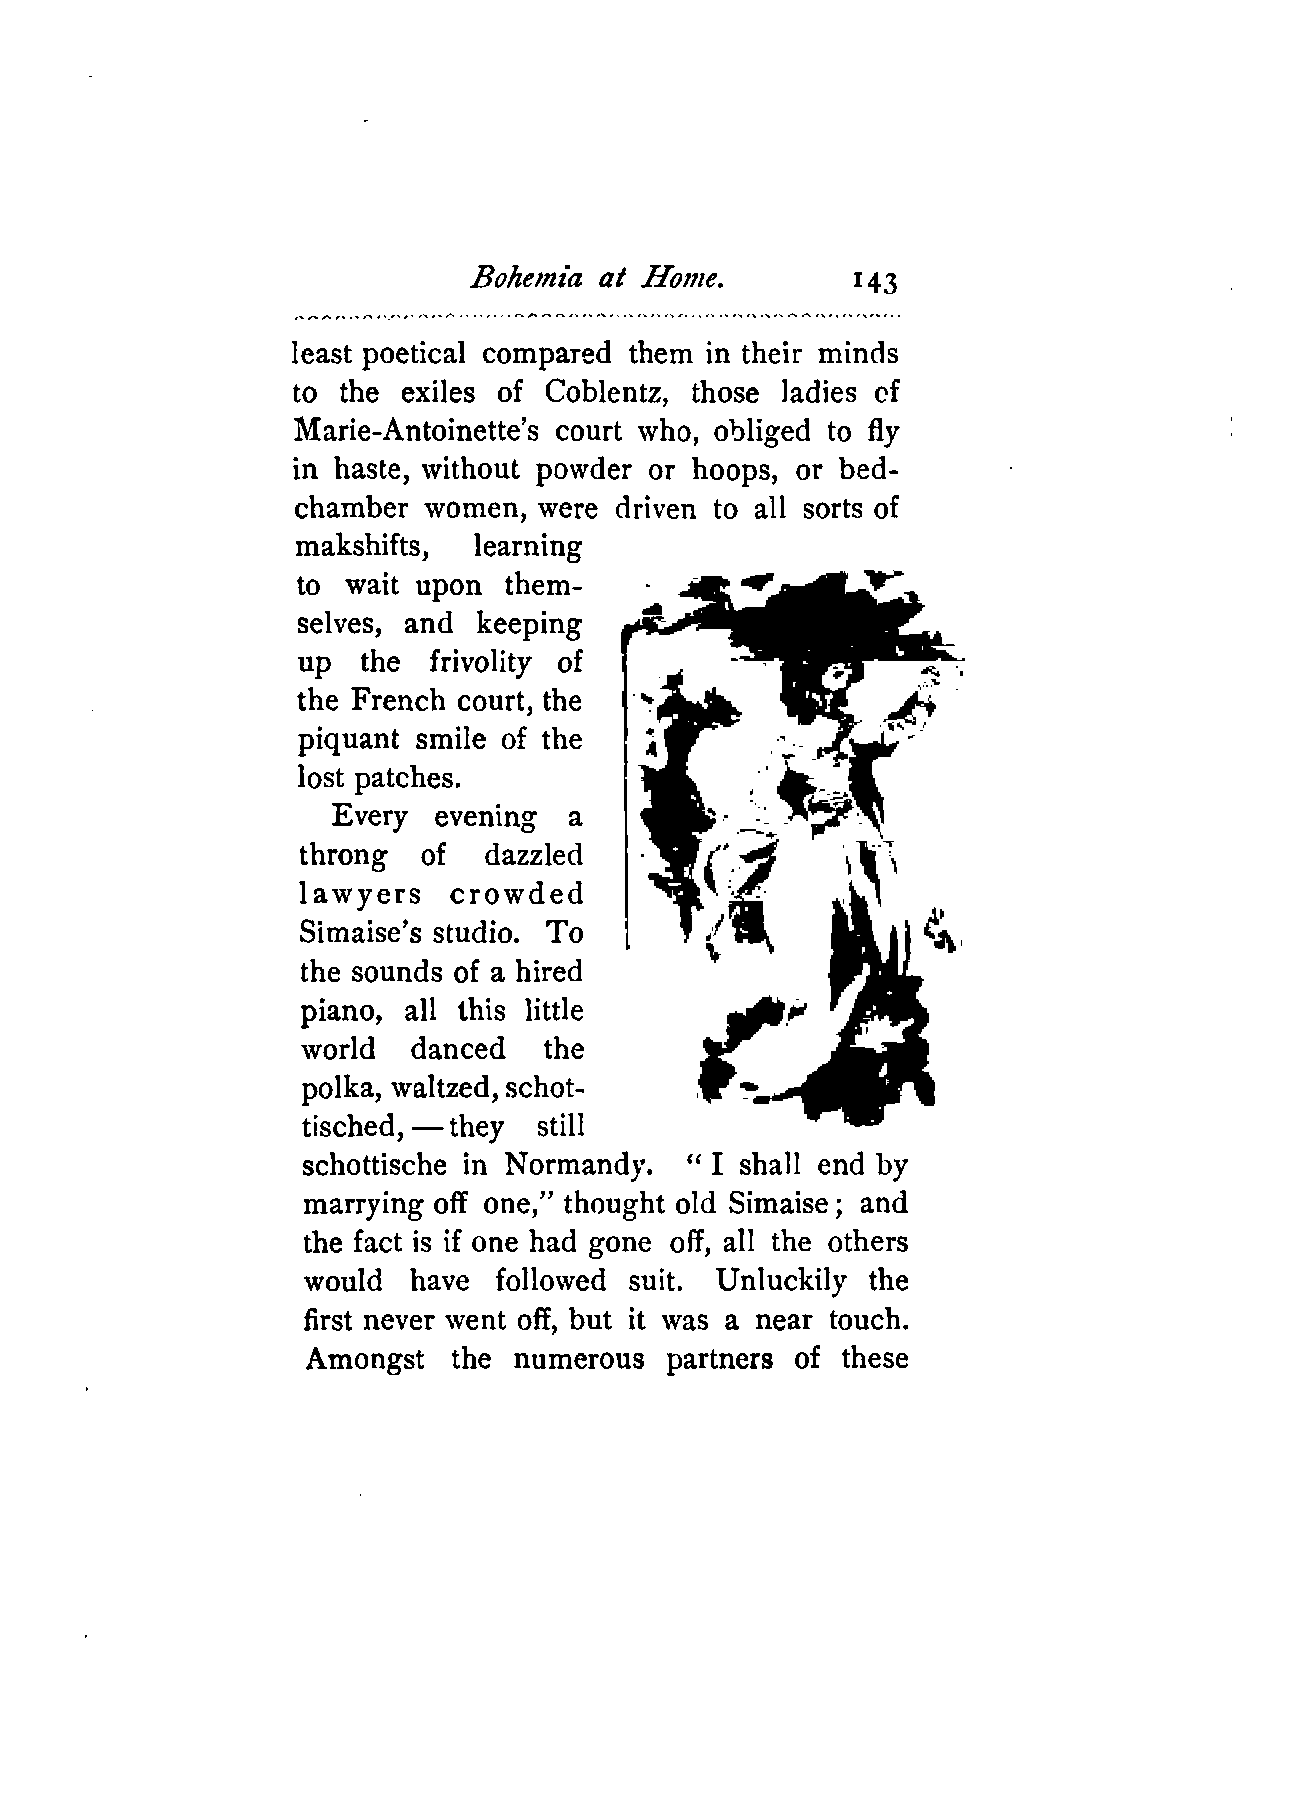 Bohemia at Home. 143
least poetical compared them in their minds
to the exiles of Coblentz, those ladies of
Marie-Antoinette's court who, obliged to fly
in haste, without powder or hoops, or bed-
chamber women, were driven to all sorts of
makshifts, learning
to wait upon them-
selves, and keeping
up the frivolity of
the French court, the
piquant smile of the
lost patches.
Every evening a
throng of dazzled
lawyers crowded
Simaise's studio. To
the sounds of a hired
piano, all this little
world danced the
polka, waltzed, schot-
tisched, — they still
schottische in Normandy. “I shall end by
marrying off one,” thought old Simaise; and
the fact is if one had gone off, all the others
would have followed suit. Unluckily the
first never went off, but it was a near touch.
Amongst the numerous partners of these